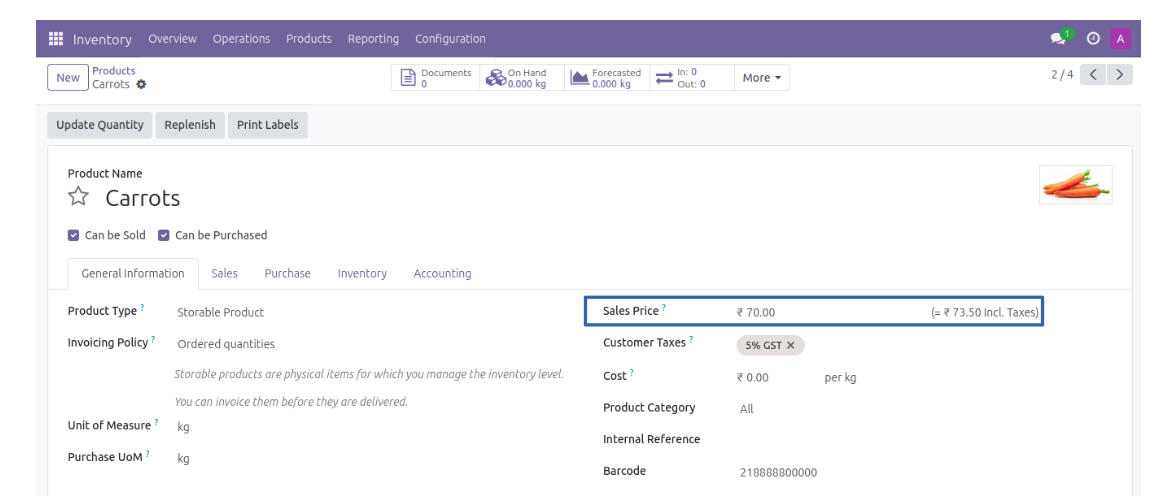 Inventory Overview Operations Products Reporting Configuration 1 A
New Products Documents On Hand Forecasted In: 0 More 2 / 4
Carrots 0 0.000 kg 0.000 kg Out: 0
Update Quantity Replenish Print Labels
Product Name
Carrots
Can be Sold Can be Purchased
General Information Sales Purchase Inventory Accounting
Product Type ? Storable Product Sales Price ? ₹ 70.00 (= ₹ 73.50 Incl. Taxes)
Invoicing Policy ? Ordered quantities Customer Taxes ? 5% GST ×
Storable products are physical items for which you manage the inventory level. Cost ? ₹ 0.00 per kg
You can invoice them before they are delivered. Product Category All
Unit of Measure ? kg
Internal Reference
Purchase UoM ? kg
Barcode 218888800000